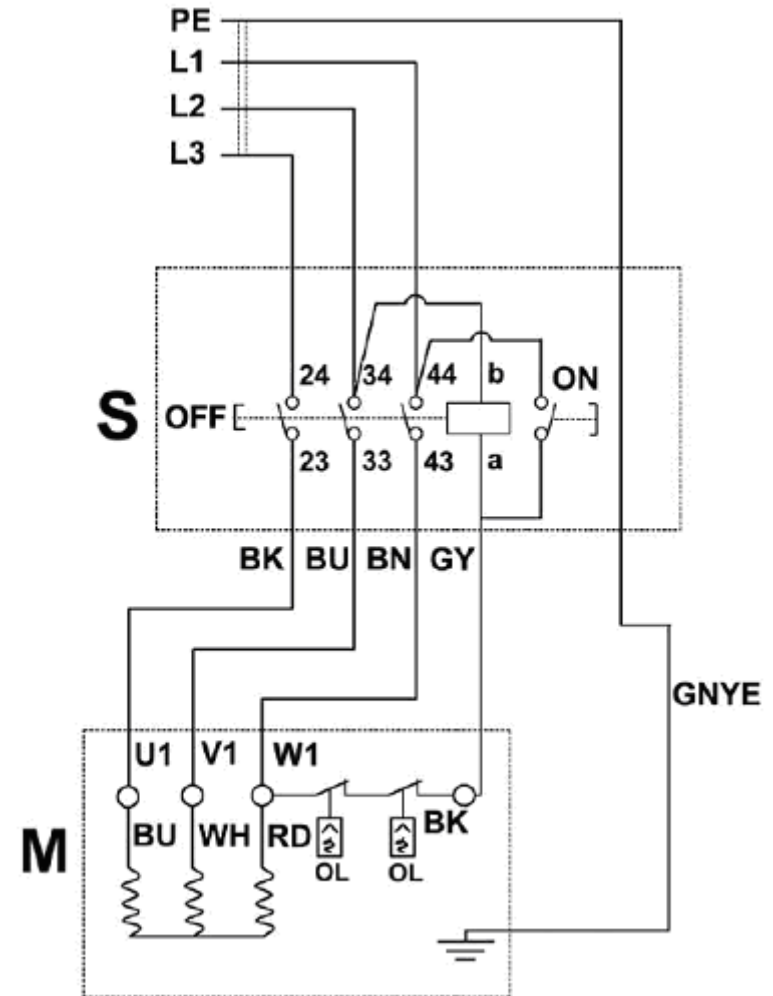 PE
L1
L2
L3
24 34 44 b ON
S OFF
23 33 43 a
BK BU BN GY
GNYE
U1 V1 W1
M BU WH RD BK
OL OL